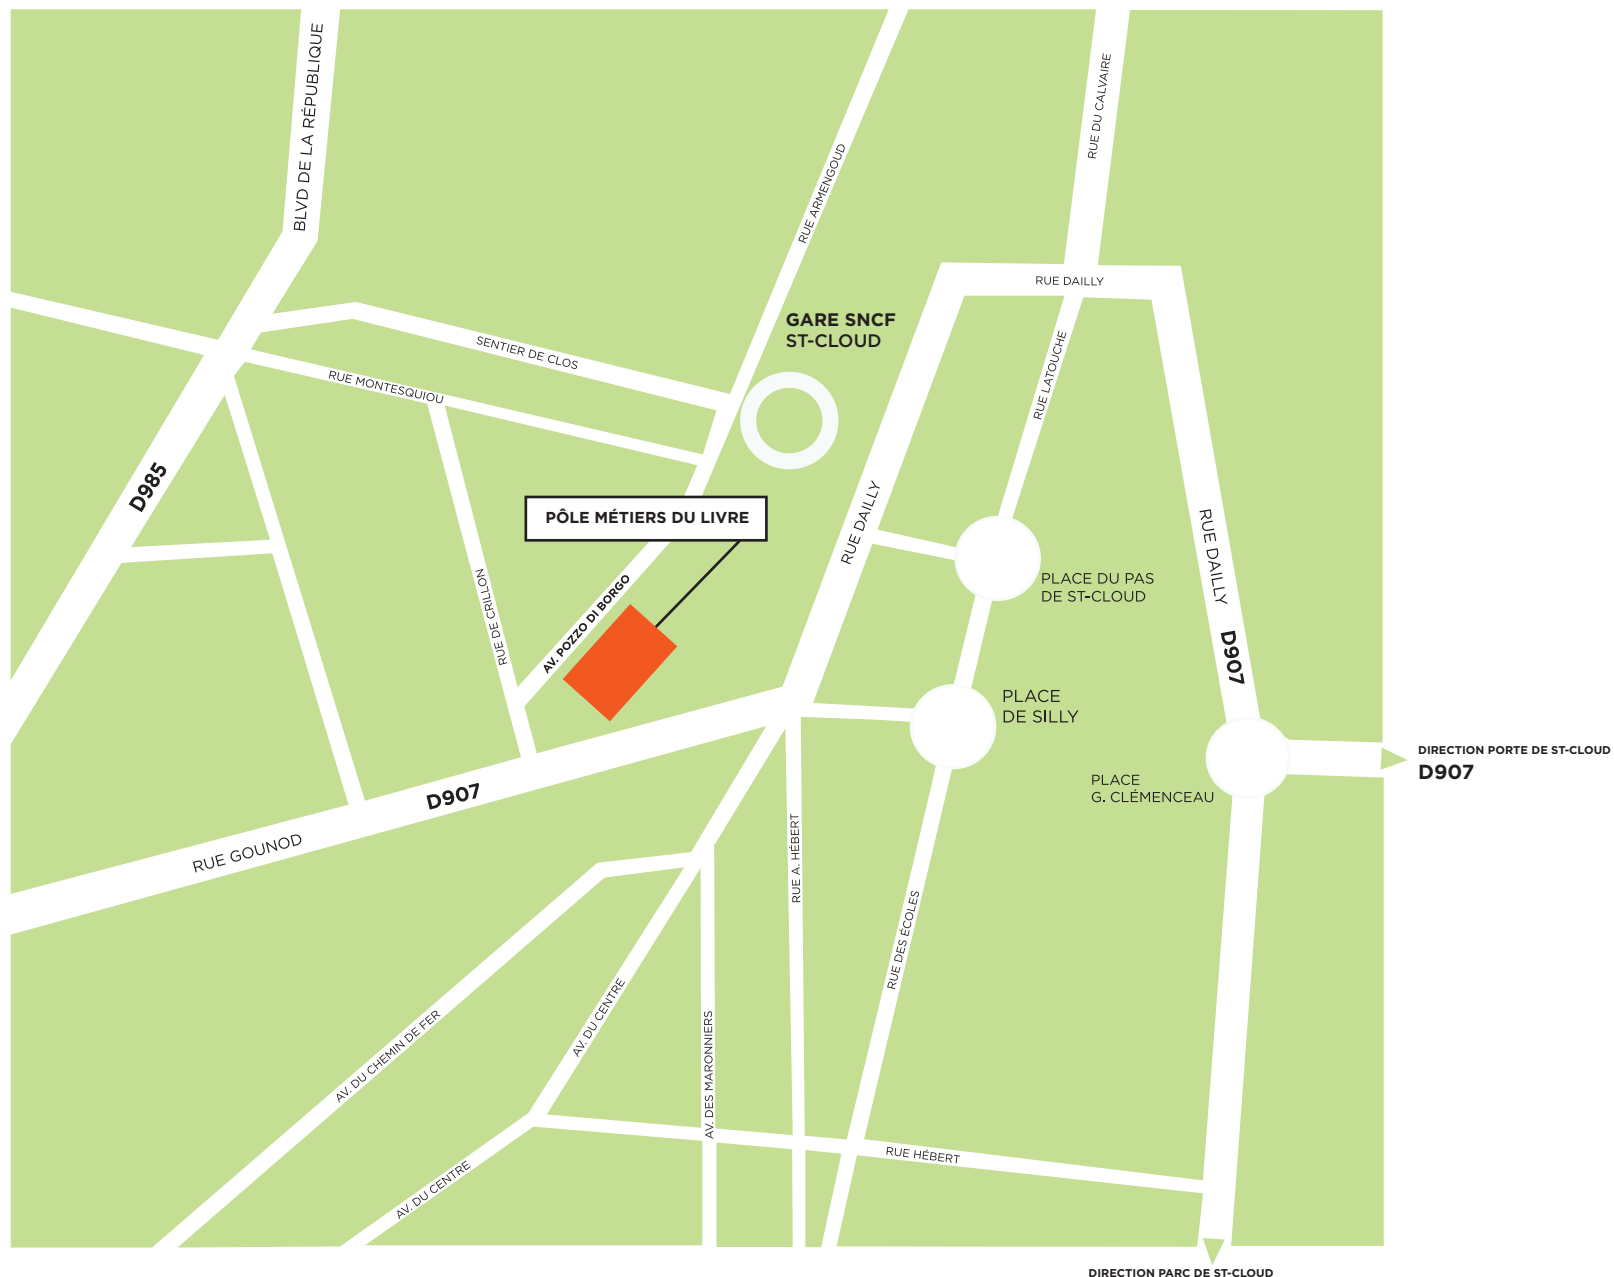 BLVD DE LA RÉPUBLIQUE
RUE DU CALVAIRE
RUE ARMENGOUD
RUE DAILLY
GARE SNCF
ST-CLOUD
SENTIER DE CLOS
RUE MONTESQUIOU
RUE LATOUCHE
D985
PÔLE MÉTIERS DU LIVRE
RUE DAILLY
RUE DAILLY
D907
PLACE DU PAS
DE ST-CLOUD
RUE DE CRILLON
AV. POZZO DI BORGO
PLACE
DE SILLY
DIRECTION PORTE DE ST-CLOUD
D907
PLACE
G. CLÉMENCEAU
D907
RUE GOUNOD
RUE A. HÉBERT
RUE DES ÉCOLES
AV. DU CENTRE
AV. DU CHEMIN DE FER
AV. DES MARONNIERS
RUE HÉBERT
AV. DU CENTRE
DIRECTION PARC DE ST-CLOUD